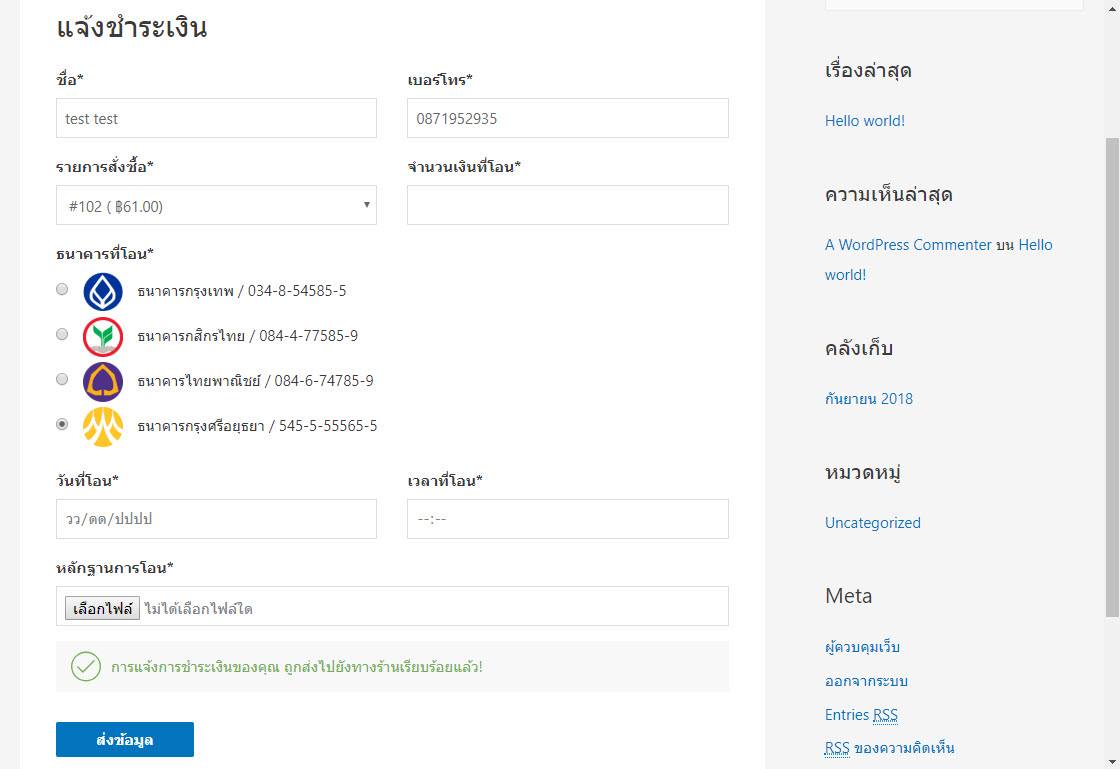 แจ้งชำระเงิน
ชื่อ*
เบอร์โทร*
test test
0871952935
รายการสั่งซื้อ*
จำนวนเงินที่โอน*
#102 ( ฿61.00)
ธนาคารที่โอน*
ธนาคารกรุงเทพ / 034-8-54585-5
ธนาคารกสิกรไทย / 084-4-77585-9
ธนาคารไทยพาณิชย์ / 084-6-74785-9
ธนาคารกรุงศรีอยุธยา / 545-5-55565-5
วันที่โอน*
เวลาที่โอน*
วว/ดด/ปปปป
--:--
หลักฐานการโอน*
เลือกไฟล์ ไม่ได้เลือกไฟล์ใด
การแจ้งการชำระเงินของคุณ ถูกส่งไปยังทางร้านเรียบร้อยแล้ว!
ส่งข้อมูล
เรื่องล่าสุด
Hello world!
ความเห็นล่าสุด
A WordPress Commenter บน Hello
world!
คลังเก็บ
กันยายน 2018
หมวดหมู่
Uncategorized
Meta
ผู้ควบคุมเว็บ
ออกจากระบบ
Entries RSS
RSS ของความคิดเห็น